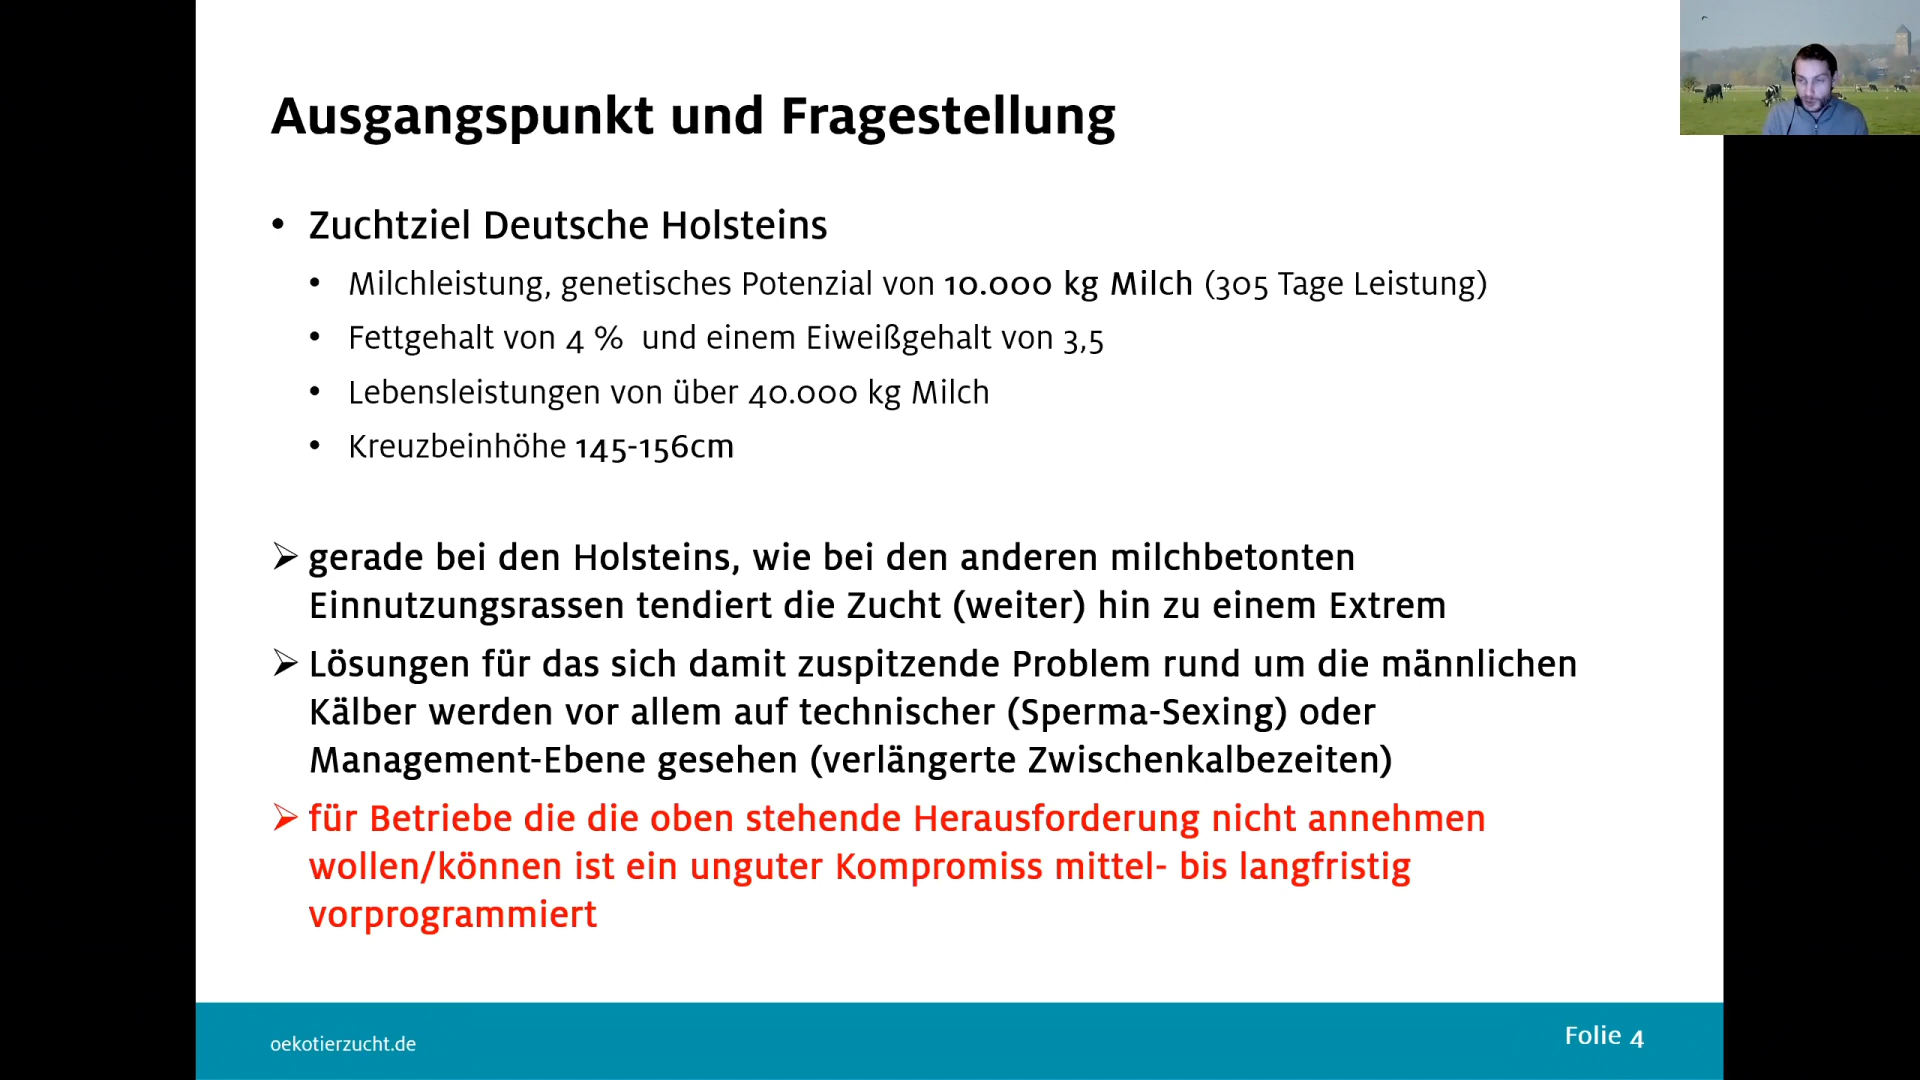 Ausgangspunkt und Fragestellung
• Zuchtziel Deutsche Holsteins
• Milchleistung, genetisches Potenzial von 10.000 kg Milch (305 Tage Leistung)
• Fettgehalt von 4 % und einem Eiweißgehalt von 3,5
• Lebensleistungen von über 40.000 kg Milch
• Kreuzbeinhöhe 145-156cm
➢ gerade bei den Holsteins, wie bei den anderen milchbetonten
Einnutzungsrassen tendiert die Zucht (weiter) hin zu einem Extrem
➢ Lösungen für das sich damit zuspitzende Problem rund um die männlichen
Kälber werden vor allem auf technischer (Sperma-Sexing) oder
Management-Ebene gesehen (verlängerte Zwischenkalbezeiten)
➢ für Betriebe die die oben stehende Herausforderung nicht annehmen
wollen/können ist ein unguter Kompromiss mittel- bis langfristig
vorprogrammiert
oekotierzucht.de
Folie 4